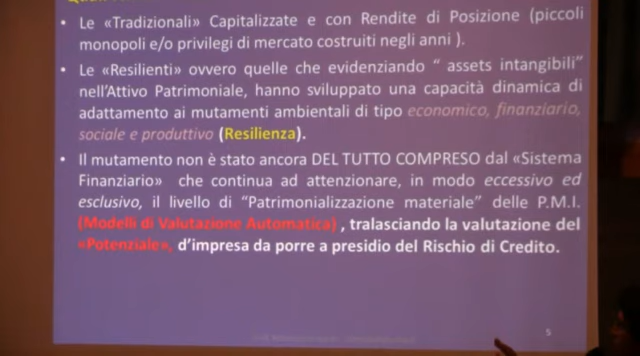 • Le «Tradizionali» Capitalizzate e con Rendite di Posizione (piccoli
monopoli e/o privilegi di mercato costruiti negli anni ).
• Le «Resilienti» ovvero quelle che evidenziando “ assets intangibili”
nell’Attivo Patrimoniale, hanno sviluppato una capacità dinamica di
adattamento ai mutamenti ambientali di tipo economico, finanziario,
sociale e produttivo (Resilienza).
• Il mutamento non è stato ancora DEL TUTTO COMPRESO dal «Sistema
Finanziario» che continua ad attenzionare, in modo eccessivo ed
esclusivo, il livello di “Patrimonializzazione materiale” delle P.M.I.
(Modelli di Valutazione Automatica) , tralasciando la valutazione del
«Potenziale», d’impresa da porre a presidio del Rischio di Credito.
5